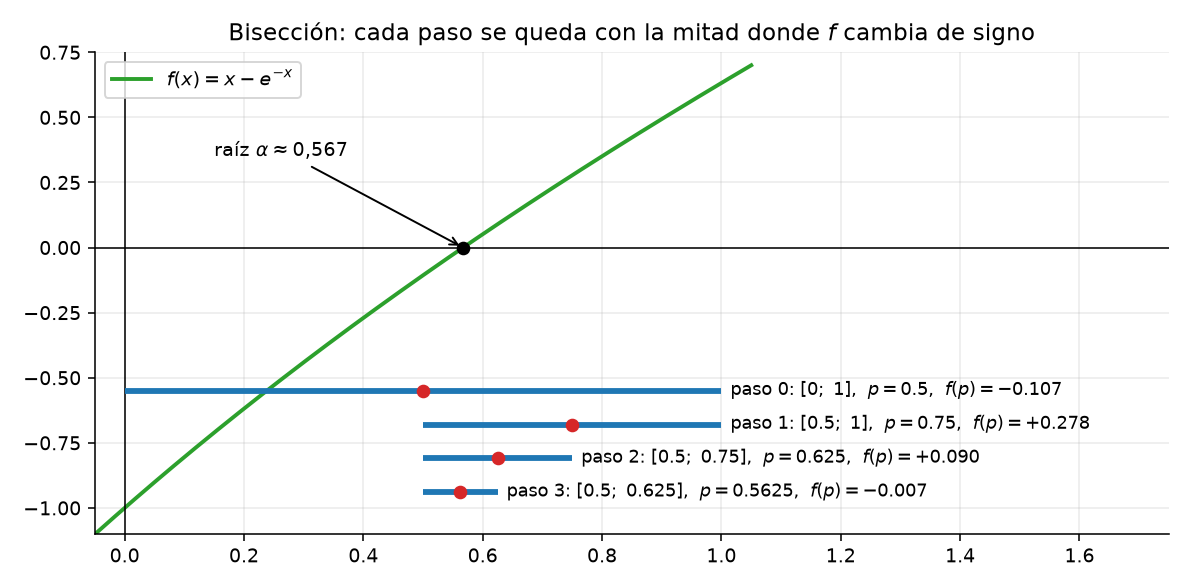 Bisección: cada paso se queda con la mitad donde f cambia de signo
f(x) = x − e^{−x}
raíz α ≈ 0,567
paso 0: [0; 1], p = 0.5, f(p) = −0.107
paso 1: [0.5; 1], p = 0.75, f(p) = +0.278
paso 2: [0.5; 0.75], p = 0.625, f(p) = +0.090
paso 3: [0.5; 0.625], p = 0.5625, f(p) = −0.007
0.75
0.50
0.25
0.00
−0.25
−0.50
−0.75
−1.00
0.0 0.2 0.4 0.6 0.8 1.0 1.2 1.4 1.6